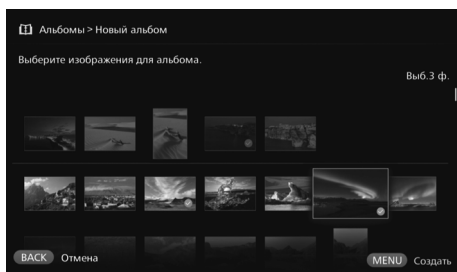 Альбомы > Новый альбом
Выберите изображения для альбома.
Выб.3 ф.
BACK Отмена
MENU Создать